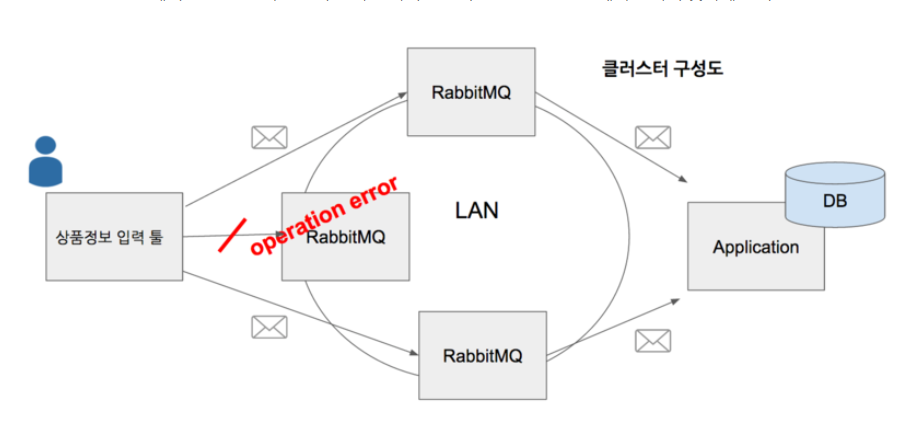 클러스터 구성도
RabbitMQ
상품정보 입력 툴
operation error
RabbitMQ
LAN
DB
Application
RabbitMQ